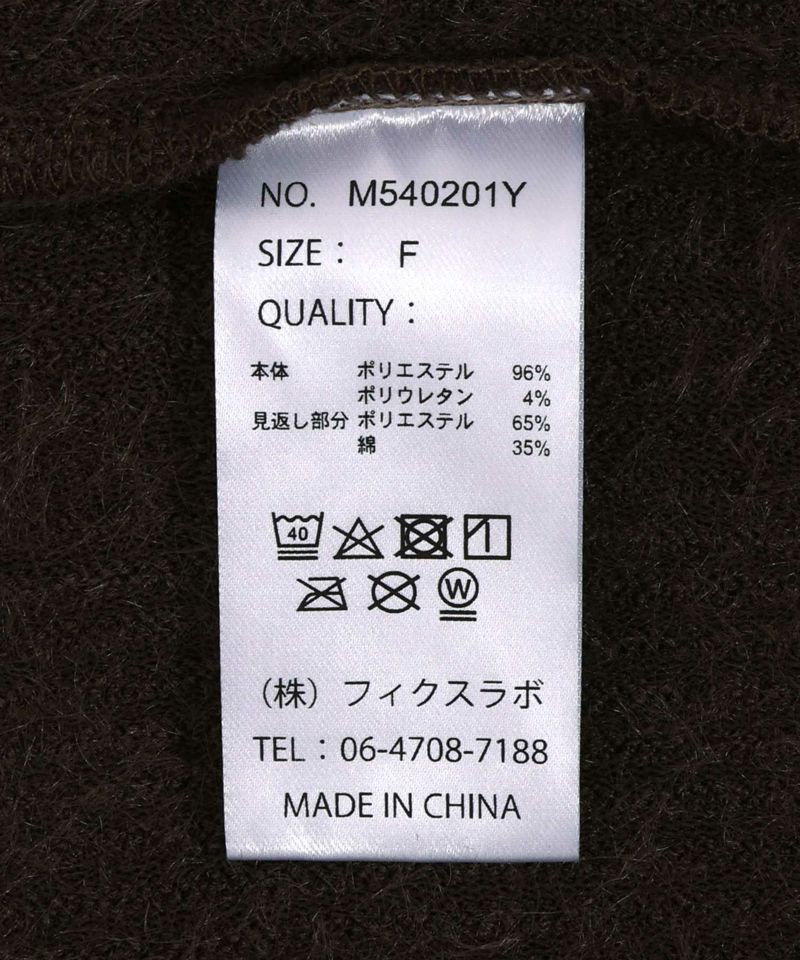 NO. M540201Y
SIZE： F
QUALITY：
本体 ポリエステル 96%
ポリウレタン 4%
見返し部分 ポリエステル 65%
綿 35%
40
W
（株）フィクスラボ
TEL：06-4708-7188
MADE IN CHINA